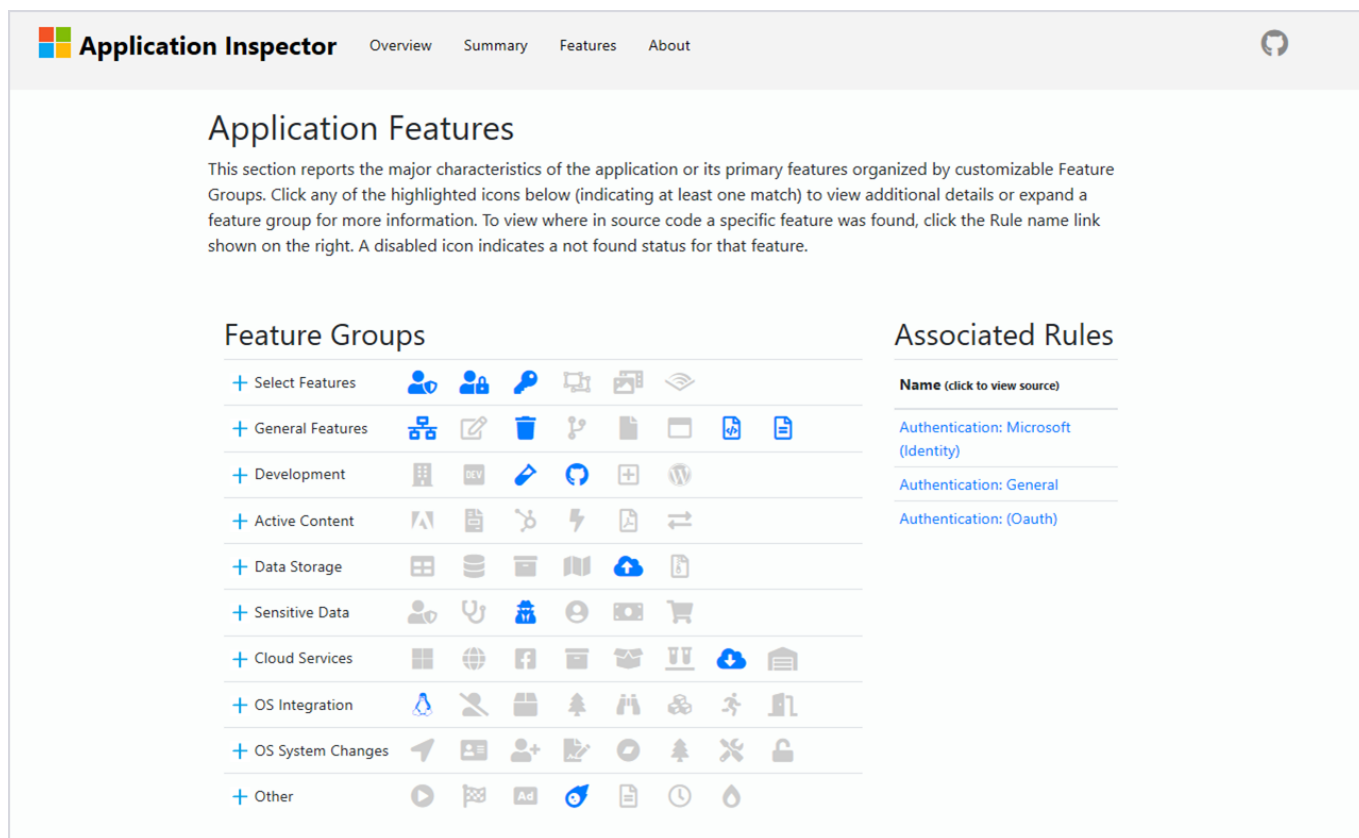 Application Inspector Overview Summary Features About
Application Features
This section reports the major characteristics of the application or its primary features organized by customizable Feature
Groups. Click any of the highlighted icons below (indicating at least one match) to view additional details or expand a
feature group for more information. To view where in source code a specific feature was found, click the Rule name link
shown on the right. A disabled icon indicates a not found status for that feature.
Feature Groups
Select Features
General Features
Development
DEV
Active Content
Data Storage
Sensitive Data
Cloud Services
OS Integration
OS System Changes
Other
Ad
Associated Rules
Name (click to view source)
Authentication: Microsoft
(Identity)
Authentication: General
Authentication: (Oauth)